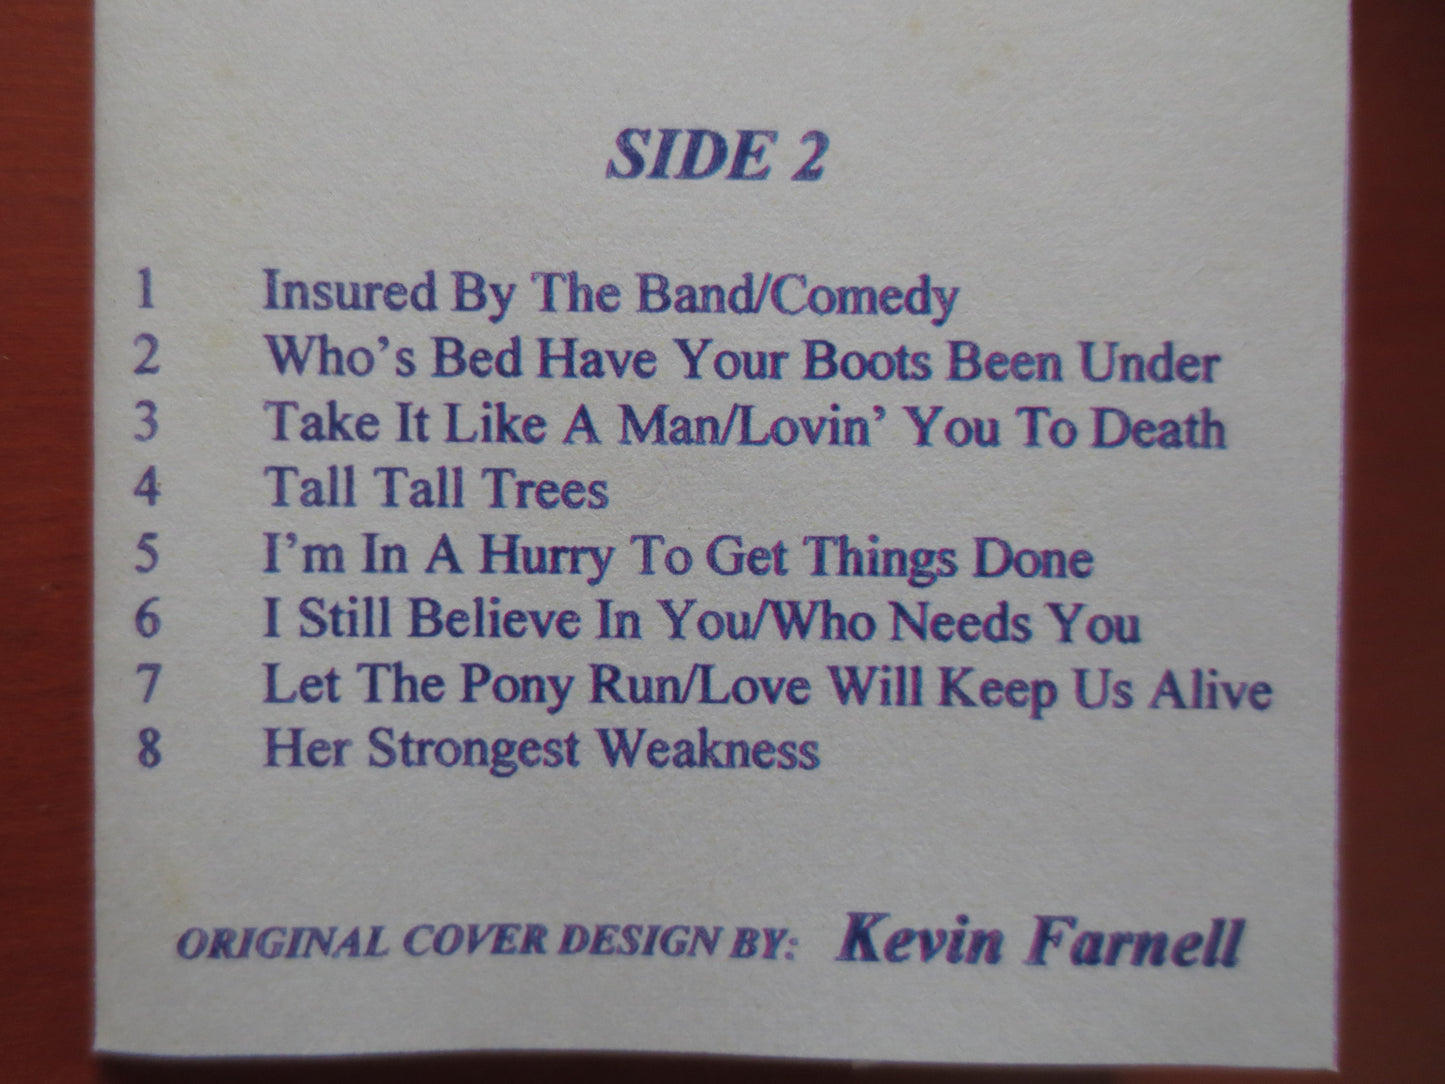 SIDE 2
1 Insured By The Band/Comedy
2 Who's Bed Have Your Boots Been Under
3 Take It Like A Man/Lovin' You To Death
4 Tall Tall Trees
5 I'm In A Hurry To Get Things Done
6 I Still Believe In You/Who Needs You
7 Let The Pony Run/Love Will Keep Us Alive
8 Her Strongest Weakness
ORIGINAL COVER DESIGN BY: Kevin Farnell